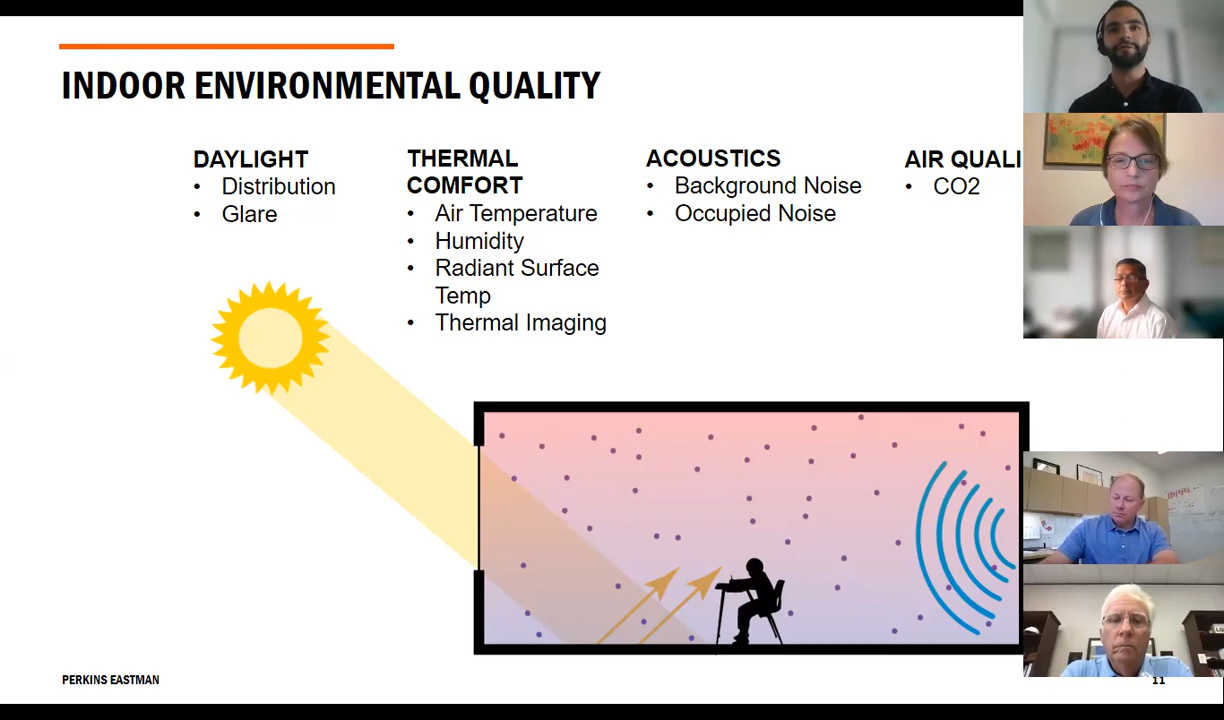 INDOOR ENVIRONMENTAL QUALITY
DAYLIGHT
• Distribution
• Glare
THERMAL
COMFORT
• Air Temperature
• Humidity
• Radiant Surface
Temp
• Thermal Imaging
ACOUSTICS
• Background Noise
• Occupied Noise
AIR QUALI
• CO2
PERKINS EASTMAN
11